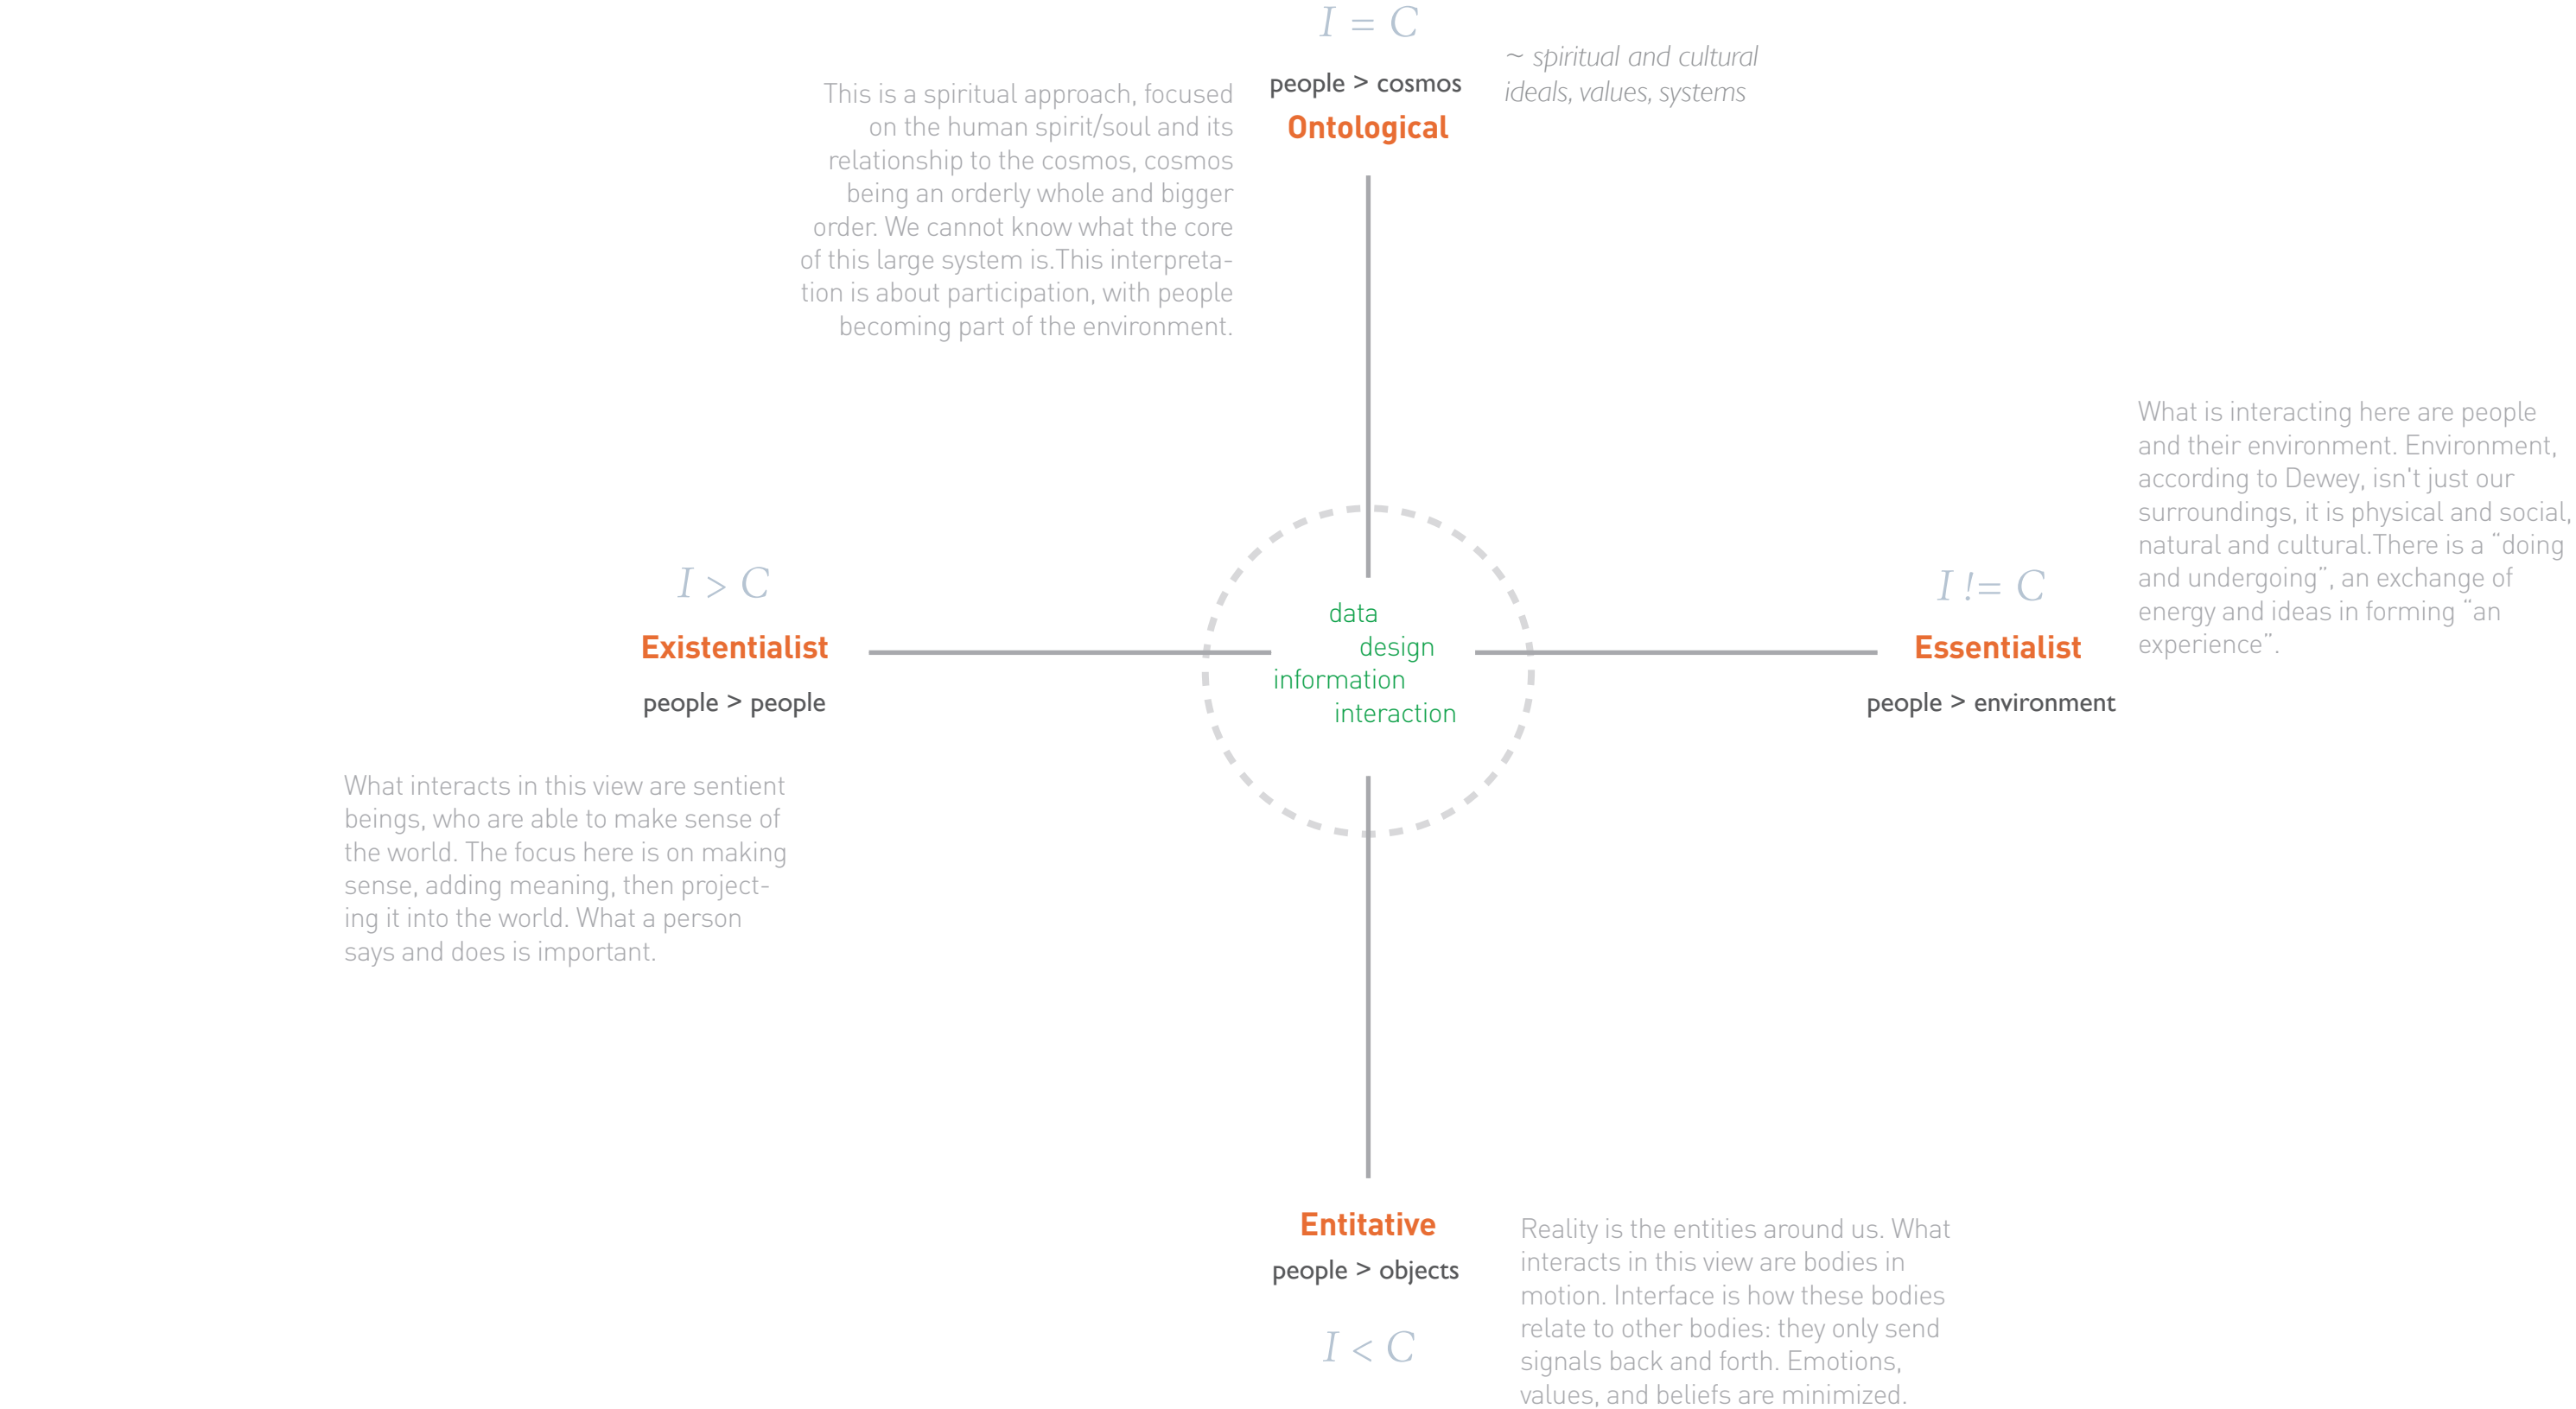 I = C
people > cosmos
Ontological
~ spiritual and cultural
ideals, values, systems
This is a spiritual approach, focused
on the human spirit/soul and its
relationship to the cosmos, cosmos
being an orderly whole and bigger
order. We cannot know what the core
of this large system is.This interpreta-
tion is about participation, with people
becoming part of the environment.
I > C
Existentialist
people > people
What interacts in this view are sentient
beings, who are able to make sense of
the world. The focus here is on making
sense, adding meaning, then project-
ing it into the world. What a person
says and does is important.
data
design
information
interaction
I != C
Essentialist
people > environment
What is interacting here are people
and their environment. Environment,
according to Dewey, isn't just our
surroundings, it is physical and social,
natural and cultural.There is a "doing
and undergoing", an exchange of
energy and ideas in forming "an
experience".
Entitative
people > objects
I < C
Reality is the entities around us. What
interacts in this view are bodies in
motion. Interface is how these bodies
relate to other bodies: they only send
signals back and forth. Emotions,
values, and beliefs are minimized.